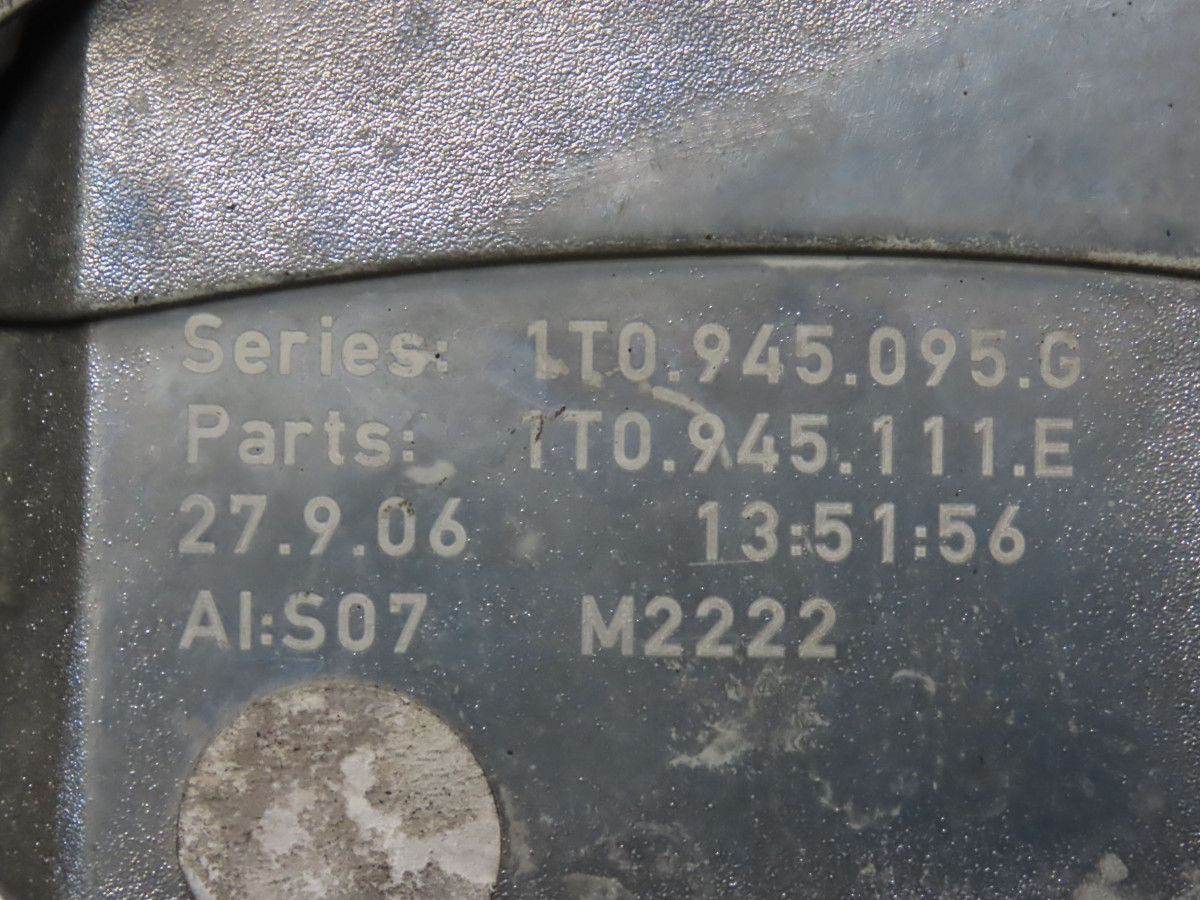 Series: 1T0.945.095.G
Parts: 1T0.945.111.E
27.9.06 13:51:56
AI:S07 M2222